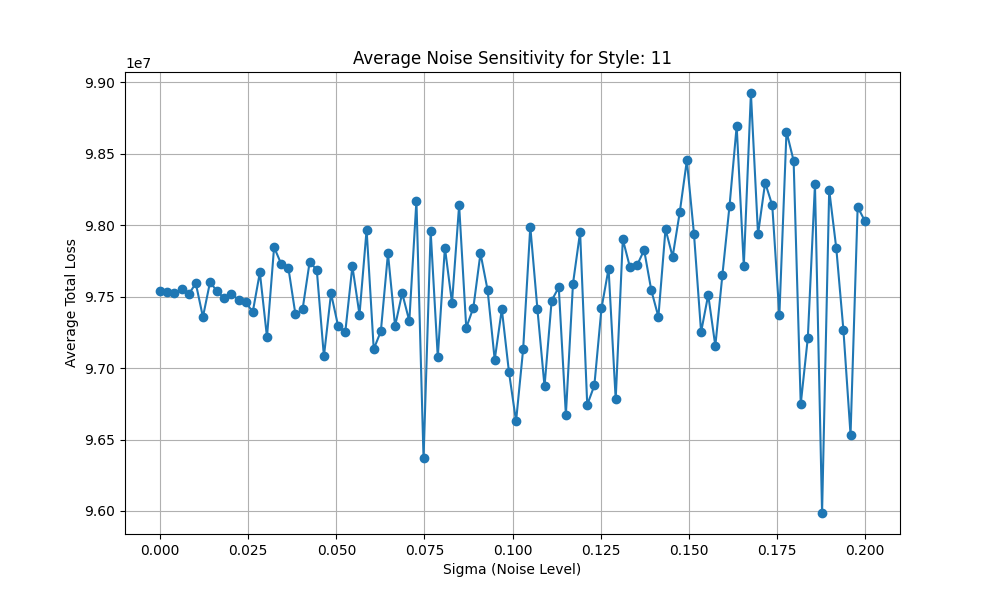 Average Noise Sensitivity for Style: 11
1e7
9.90
9.85
9.80
9.75
9.70
9.65
9.60
Average Total Loss
0.000 0.025 0.050 0.075 0.100 0.125 0.150 0.175 0.200
Sigma (Noise Level)